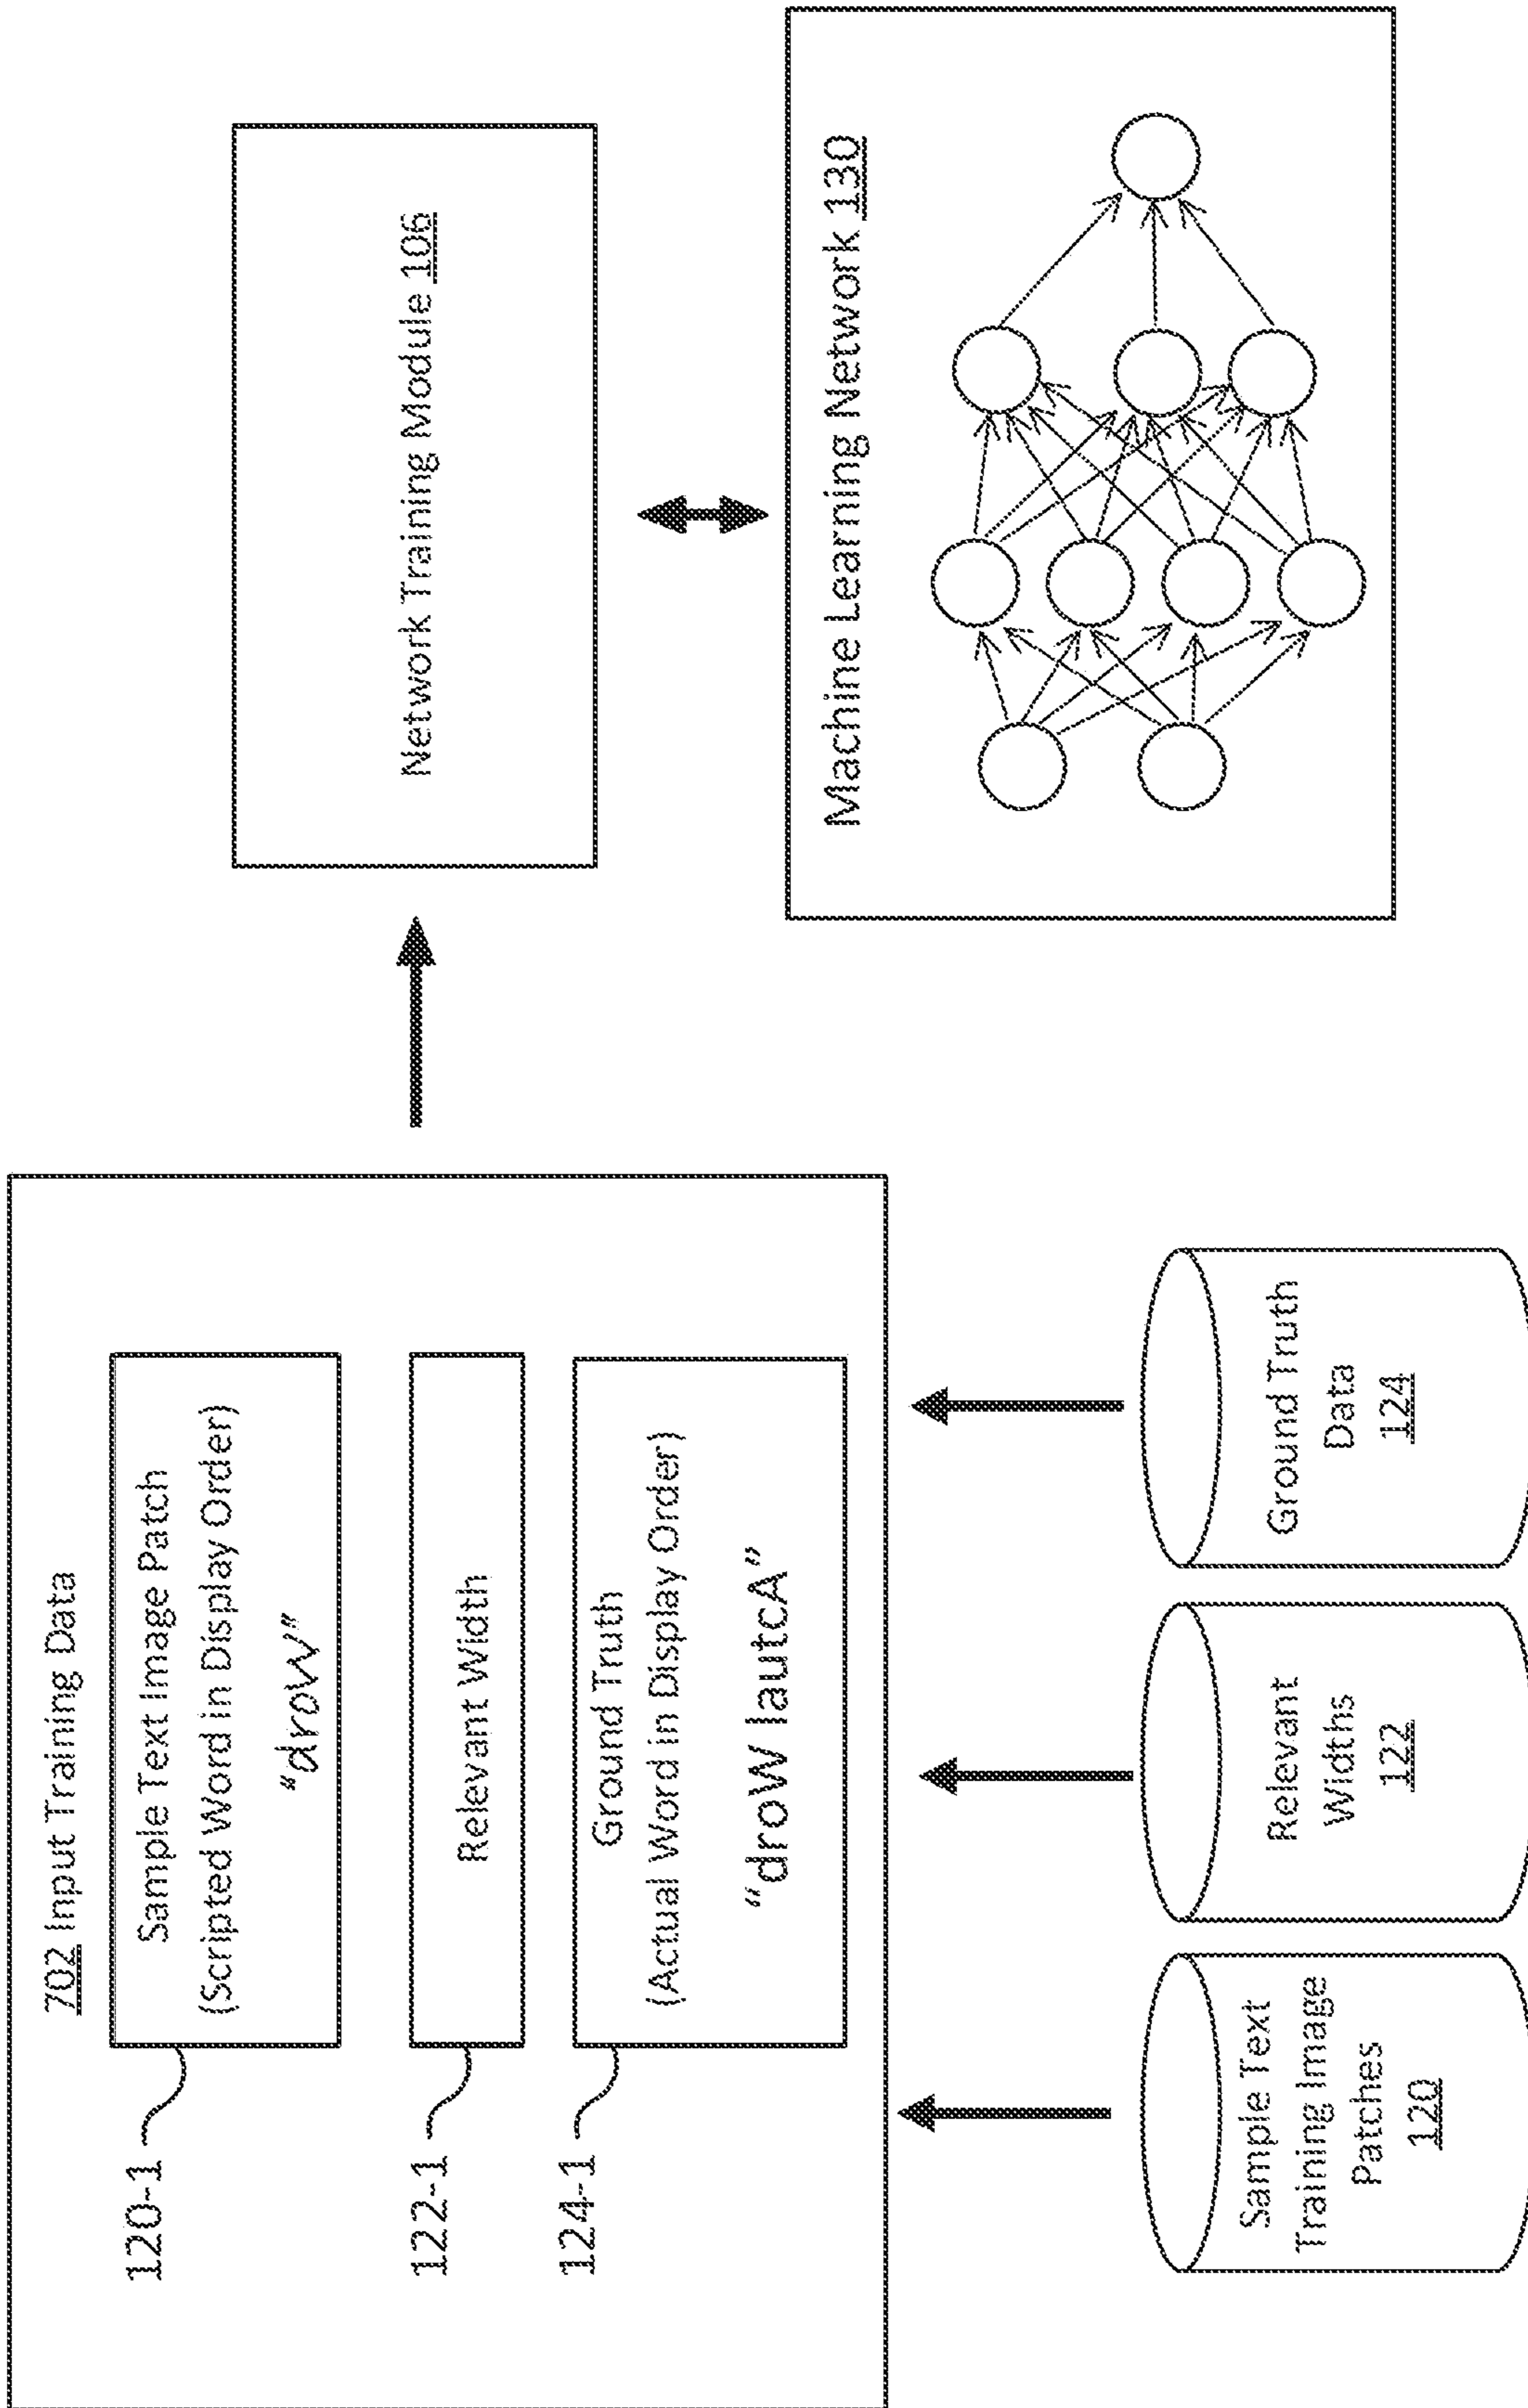 702 Input Training Data
120-1
Sample Text Image Patch
(Scripted Word in Display Order)
"droW"
122-1
Relevant Width
124-1
Ground Truth
(Actual Word in Display Order)
"droW lautcA"
Sample Text
Training Image
Patches
120
Relevant
Widths
122
Ground Truth
Data
124
Network Training Module 106
Machine Learning Network 130